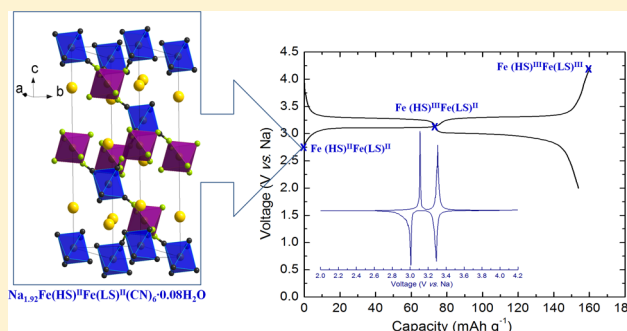 c
a
b
Na1.92Fe(HS)IIFe(LS)II(CN)6·0.08H2O
Voltage (V vs. Na)
4.5
4.0
3.5
3.0
2.5
2.0
1.5
1.0
0.5
0.0
Fe (HS)IIIFe(LS)III
Fe (HS)IIIFe(LS)II
Fe (HS)IIFe(LS)II
2.0 2.2 2.4 2.6 2.8 3.0 3.2 3.4 3.6 3.8 4.0 4.2
Voltage (V vs. Na)
0 20 40 60 80 100 120 140 160 180
Capacity (mAh g-1)